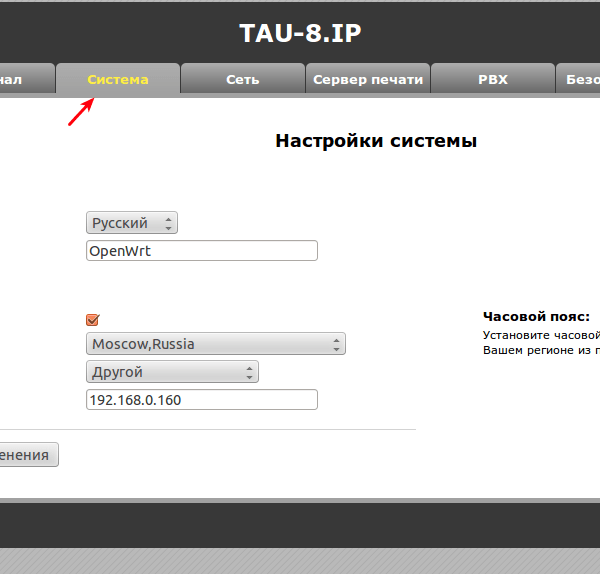 TAU-8.IP
нал Система Сеть Сервер печати PBX Безо
Настройки системы
Русский
OpenWrt
Часовой пояс:
Установите часовой
Вашем регионе из п
Moscow,Russia
Другой
192.168.0.160
енения